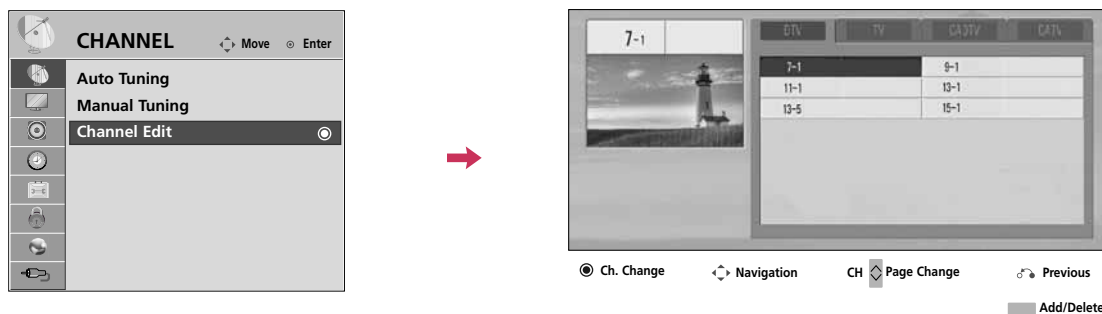 CHANNEL
Move Enter
Auto Tuning
Manual Tuning
Channel Edit
7-1
DTV TV CADTV CATV
7-1 9-1
11-1 13-1
13-5 15-1
Ch. Change Navigation CH Page Change Previous
Add/Delete